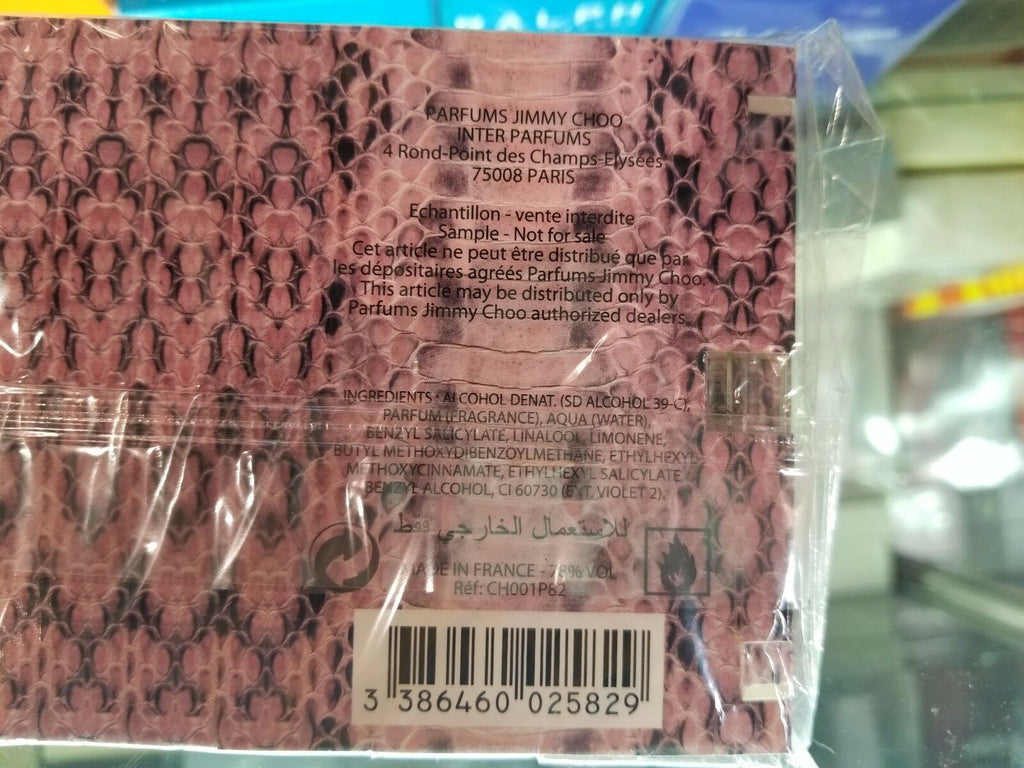 RALPH
PARFUMS JIMMY CHOO
INTER PARFUMS
4 Rond-Point des Champs-Elysées
75008 PARIS
Echantillon - vente interdite
Sample - Not for sale
Cet article ne peut être distribué que par
les dépositaires agréés Parfums Jimmy Choo.
This article may be distributed only by
Parfums Jimmy Choo authorized dealers.
INGREDIENTS : ALCOHOL DENAT. (SD ALCOHOL 39-C),
PARFUM (FRAGRANCE), AQUA (WATER),
BENZYL SALICYLATE, LINALOOL, LIMONENE,
BUTYL METHOXYDIBENZOYLMETHANE, ETHYLHEXYL
METHOXYCINNAMATE, ETHYLHEXYL SALICYLATE
BENZYL ALCOHOL, CI 60730 (EXT. VIOLET 2).
للاستعمال الخارجي فقط
MADE IN FRANCE - 78% VOL
Réf: CH001P82
3 386460 025829